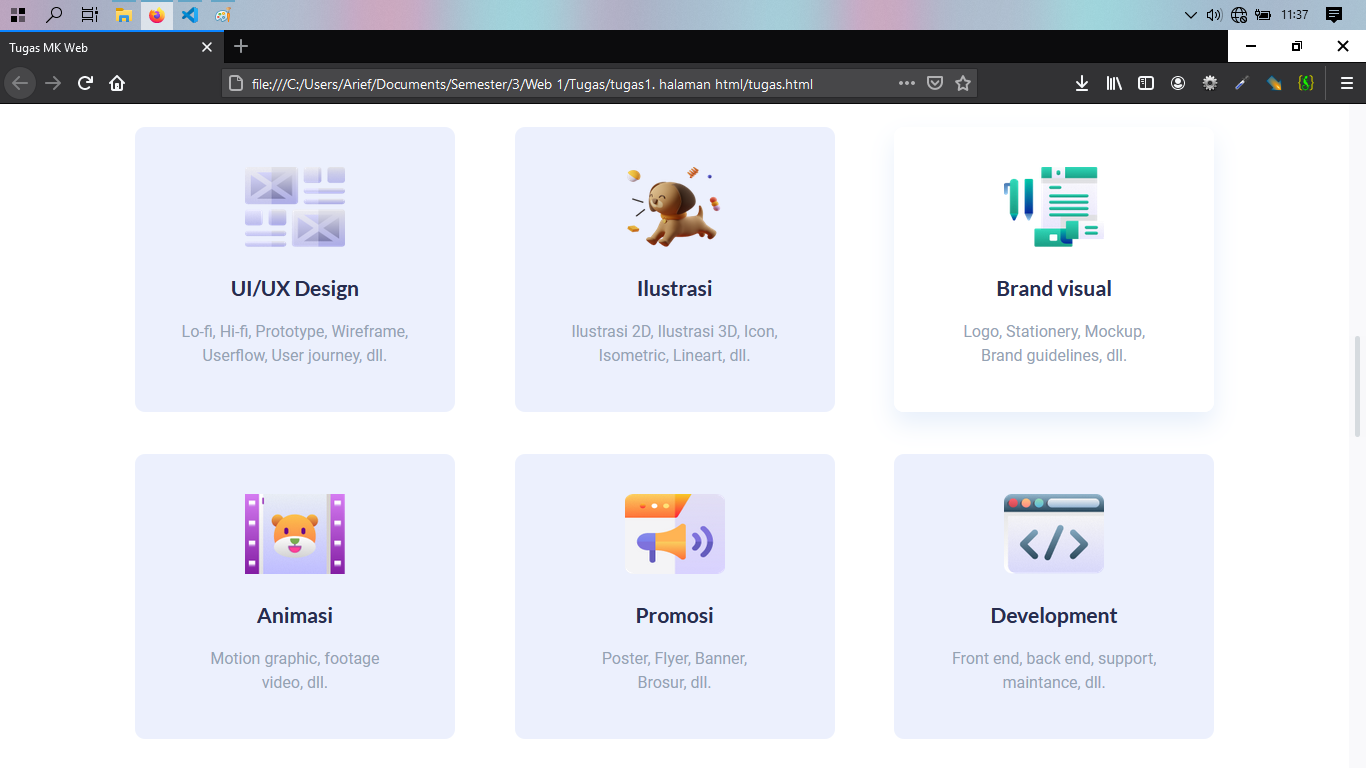 11:37
Tugas MK Web
file:///C:/Users/Arief/Documents/Semester/3/Web 1/Tugas/tugas1. halaman html/tugas.html
UI/UX Design
Lo-fi, Hi-fi, Prototype, Wireframe,
Userflow, User journey, dll.
Ilustrasi
Ilustrasi 2D, Ilustrasi 3D, Icon,
Isometric, Lineart, dll.
Brand visual
Logo, Stationery, Mockup,
Brand guidelines, dll.
Animasi
Motion graphic, footage
video, dll.
Promosi
Poster, Flyer, Banner,
Brosur, dll.
Development
Front end, back end, support,
maintance, dll.